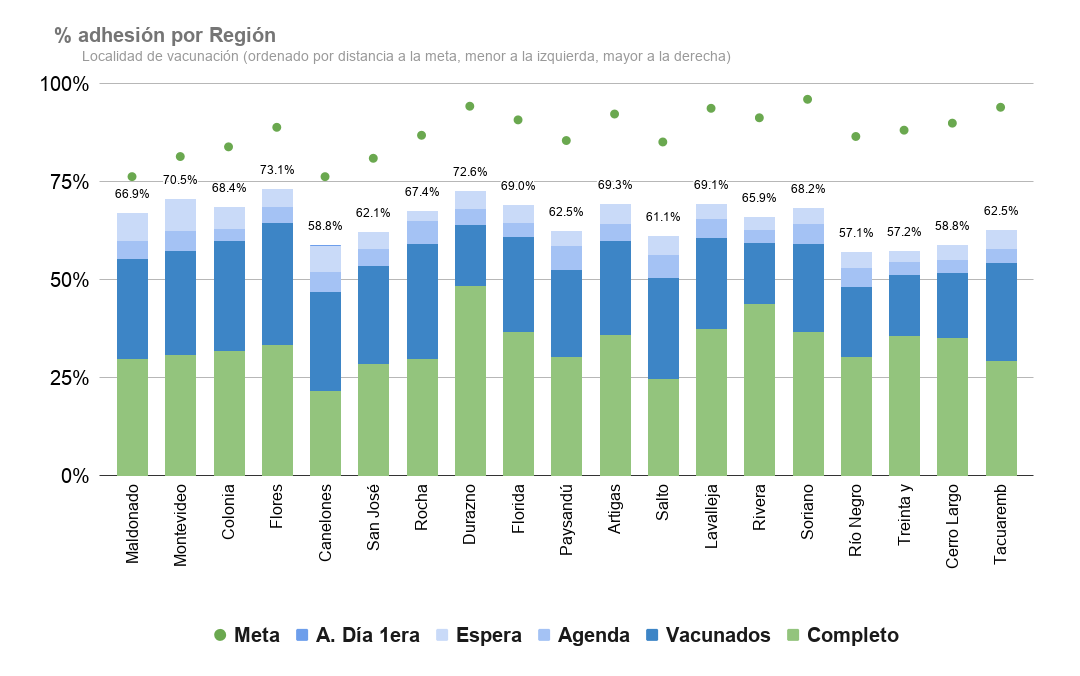 % adhesión por Región
Localidad de vacunación (ordenado por distancia a la meta, menor a la izquierda, mayor a la derecha)
100%
75%
50%
25%
0%
66.9%
70.5%
68.4%
73.1%
58.8%
62.1%
67.4%
72.6%
69.0%
62.5%
69.3%
61.1%
69.1%
65.9%
68.2%
57.1%
57.2%
58.8%
62.5%
Maldonado
Montevideo
Colonia
Flores
Canelones
San José
Rocha
Durazno
Florida
Paysandú
Artigas
Salto
Lavalleja
Rivera
Soriano
Río Negro
Treinta y
Cerro Largo
Tacuaremb
Meta
A. Día 1era
Espera
Agenda
Vacunados
Completo